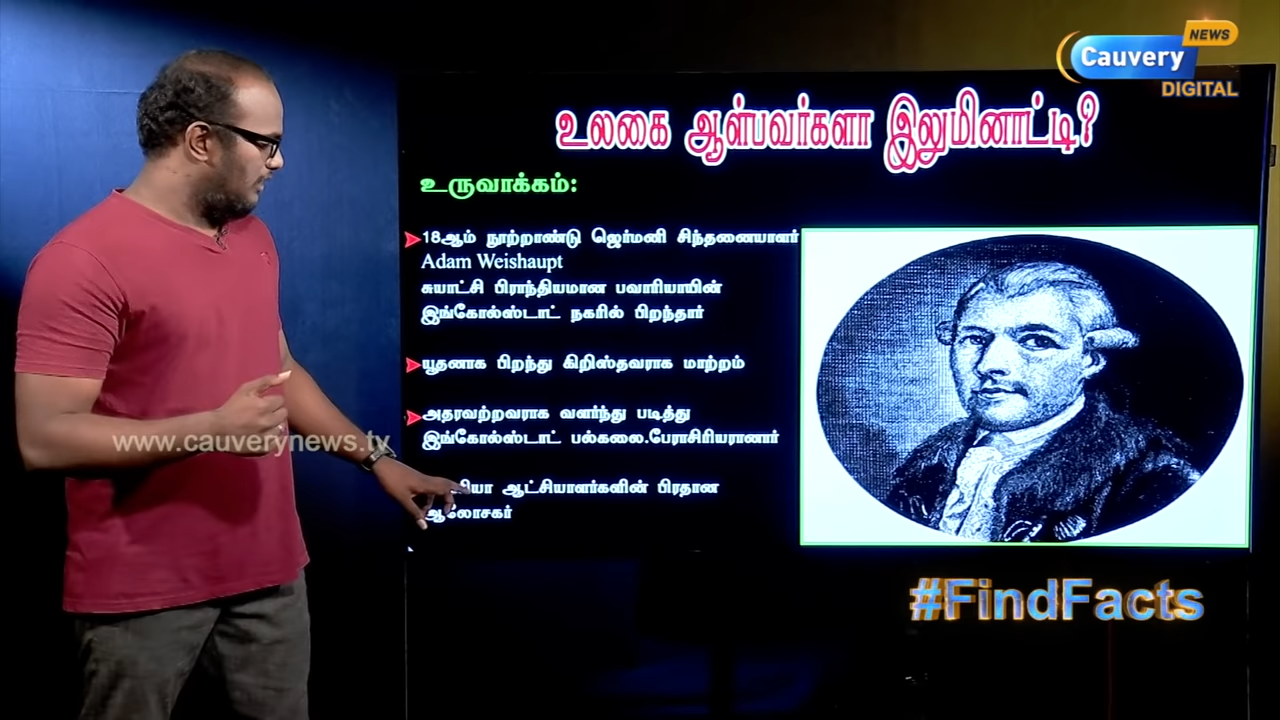 Cauvery
NEWS
DIGITAL
உலகை ஆள்பவர்களா இலுமினாட்டி?
உருவாக்கம்:
18ஆம் நூற்றாண்டு ஜெர்மனி சிந்தனையாளர்
Adam Weishaupt
சுயாட்சி பிராந்தியமான பவாரியாயின்
இங்கோல்ஸ்டாட் நகரில் பிறந்தார்
யூதனாக பிறந்து கிறிஸ்தவராக மாற்றம்
அதரவற்றவராக வளர்ந்து படித்து
இங்கோல்ஸ்டாட் பல்கலை.பேராசிரியரானார்
ஆட்சியாளர்களின் பிரதான
ஆலோசகர்
www.cauverynews.tv
#FindFacts